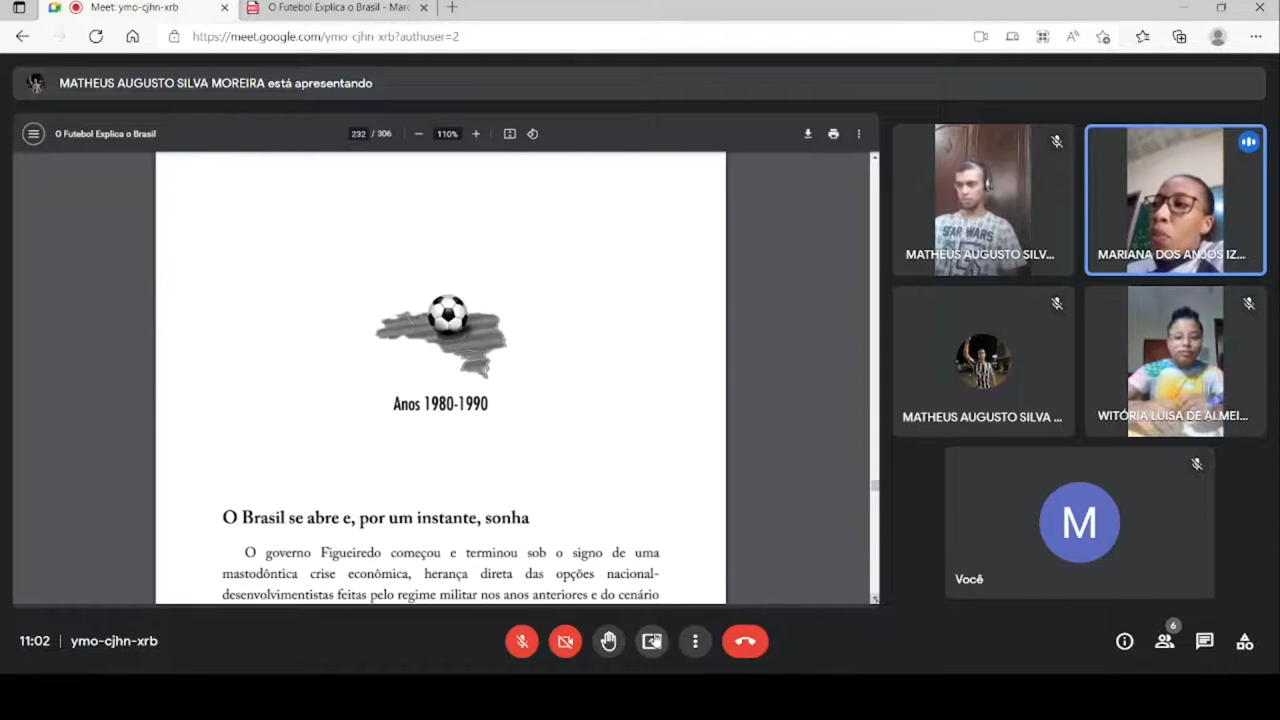 Meet: ymo-cjhn-xrb
O Futebol Explica o Brasil - Marc
https://meet.google.com/ymo-cjhn-xrb?authuser=2
MATHEUS AUGUSTO SILVA MOREIRA está apresentando
O Futebol Explica o Brasil
232 / 306
110%
Anos 1980-1990
O Brasil se abre e, por um instante, sonha
O governo Figueiredo começou e terminou sob o signo de uma
mastodôntica crise econômica, herança direta das opções nacional-
desenvolvimentistas feitas pelo regime militar nos anos anteriores e do cenário
STAR WARS
MATHEUS AUGUSTO SILV...
MARIANA DOS ANJOS IZ...
MATHEUS AUGUSTO SILVA ...
WITÓRIA LUISA DE ALMEI...
M
Você
11:02 | ymo-cjhn-xrb
6